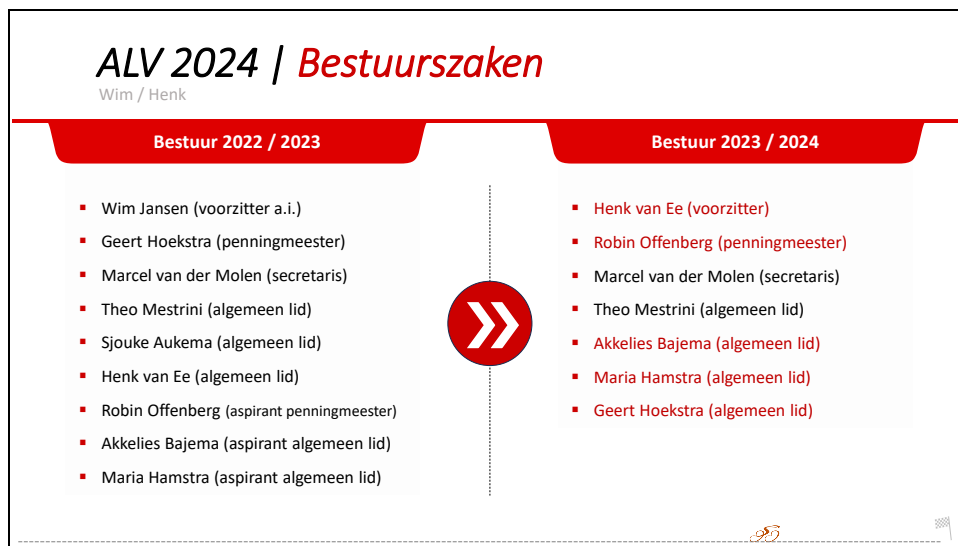 ALV 2024 | Bestuurszaken
Wim / Henk
Bestuur 2022 / 2023
Wim Jansen (voorzitter a.i.)
Geert Hoekstra (penningmeester)
Marcel van der Molen (secretaris)
Theo Mestrini (algemeen lid)
Sjouke Aukema (algemeen lid)
Henk van Ee (algemeen lid)
Robin Offenberg (aspirant penningmeester)
Akkelies Bajema (aspirant algemeen lid)
Maria Hamstra (aspirant algemeen lid)
Bestuur 2023 / 2024
Henk van Ee (voorzitter)
Robin Offenberg (penningmeester)
Marcel van der Molen (secretaris)
Theo Mestrini (algemeen lid)
Akkelies Bajema (algemeen lid)
Maria Hamstra (algemeen lid)
Geert Hoekstra (algemeen lid)